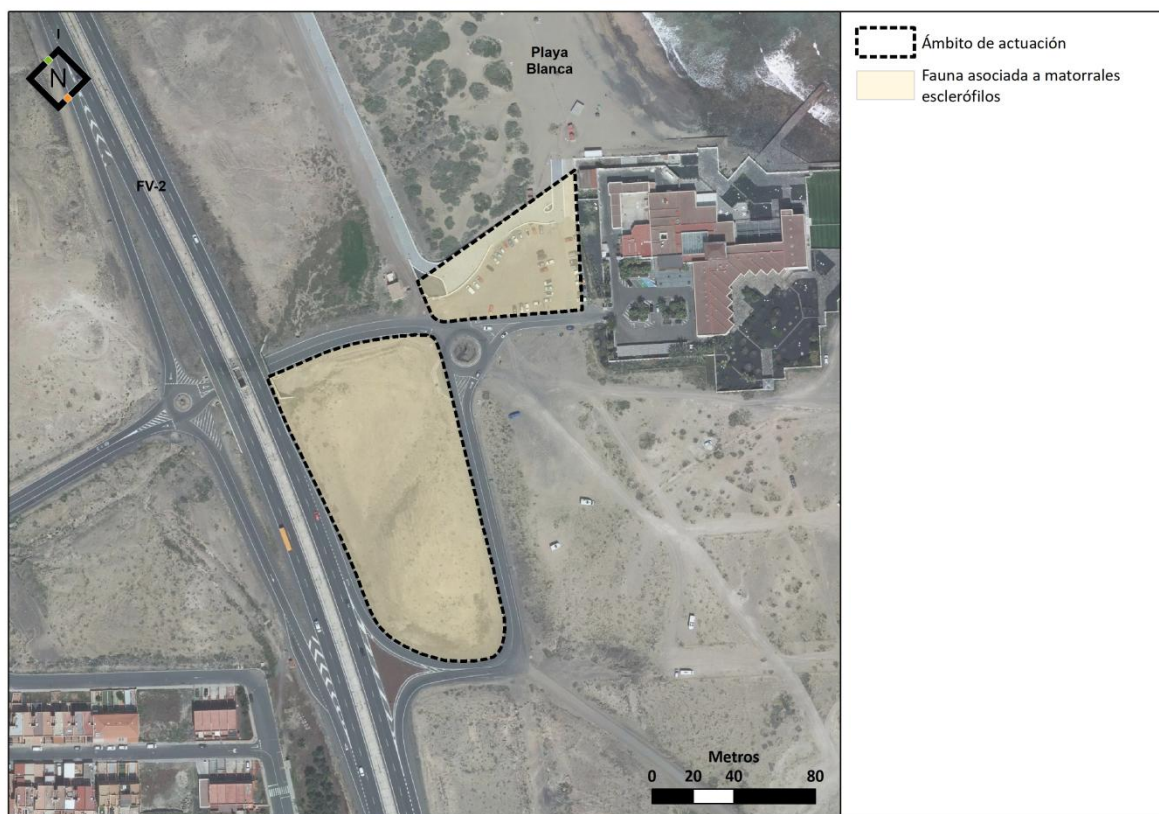 N
FV-2
Playa
Blanca
Metros
0 20 40 80
Ámbito de actuación
Fauna asociada a matorrales
esclerófilos